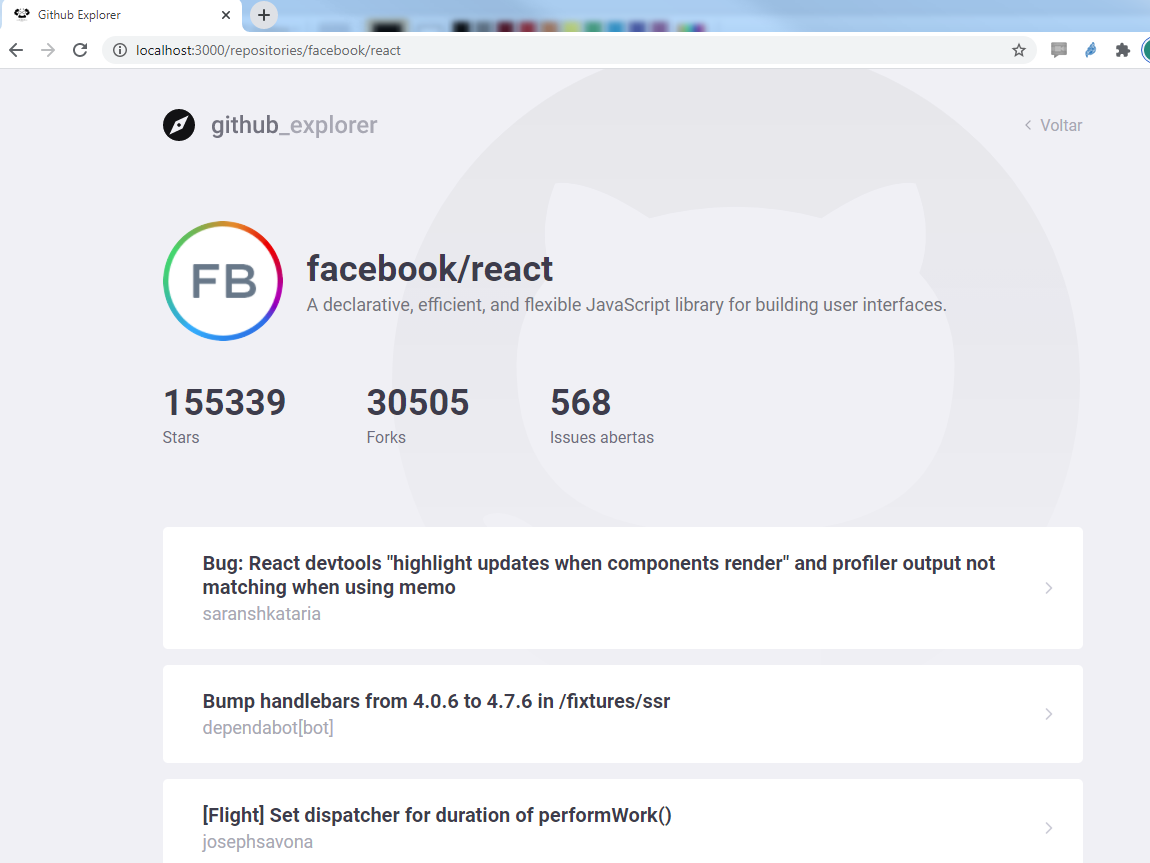 Github Explorer
localhost:3000/repositories/facebook/react
github_explorer
Voltar
FB
facebook/react
A declarative, efficient, and flexible JavaScript library for building user interfaces.
155339
30505
568
Stars
Forks
Issues abertas
Bug: React devtools "highlight updates when components render" and profiler output not
matching when using memo
saranshkataria
Bump handlebars from 4.0.6 to 4.7.6 in /fixtures/ssr
dependabot[bot]
[Flight] Set dispatcher for duration of performWork()
josephsavona